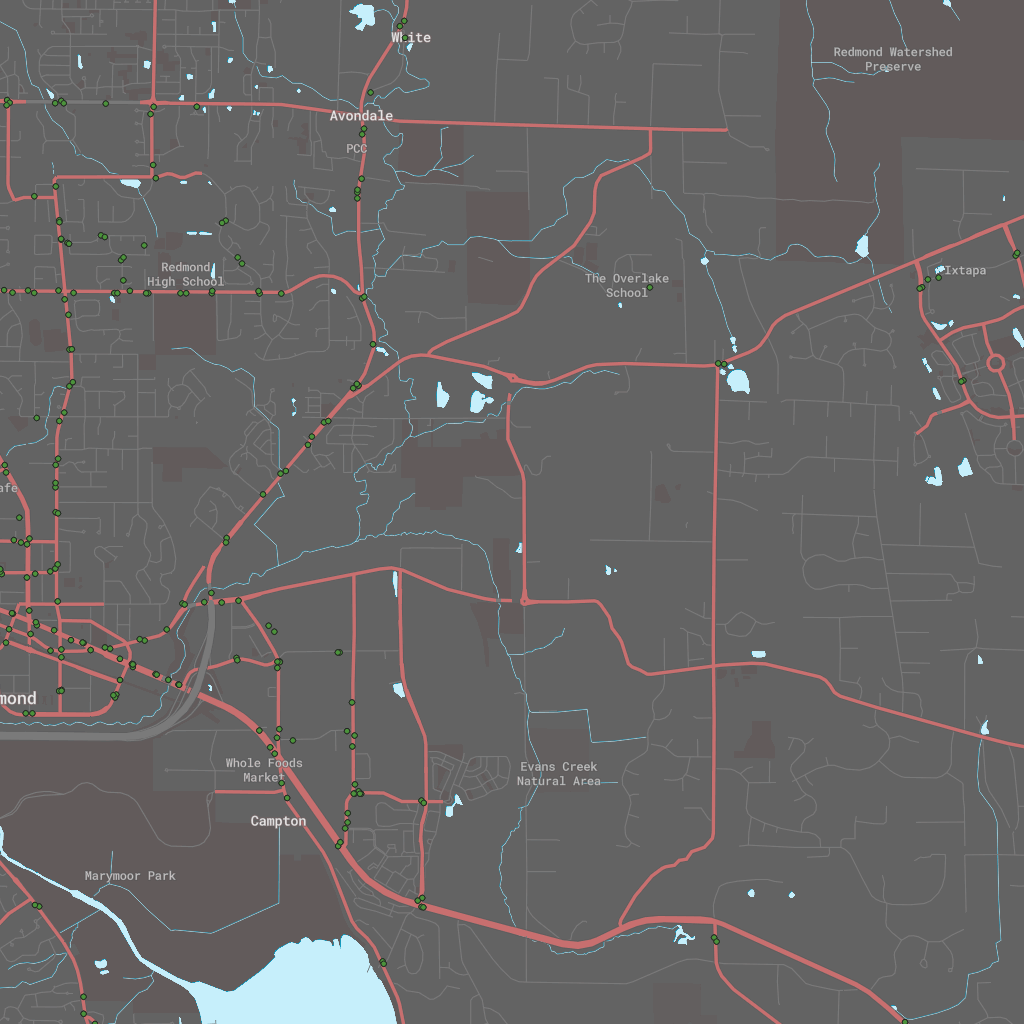 White
Redmond Watershed
Preserve
Avondale
PCC
Redmond
High School
The Overlake
School
Ixtapa
afe
mond
Whole Foods
Market
Evans Creek
Natural Area
Campton
Marymoor Park